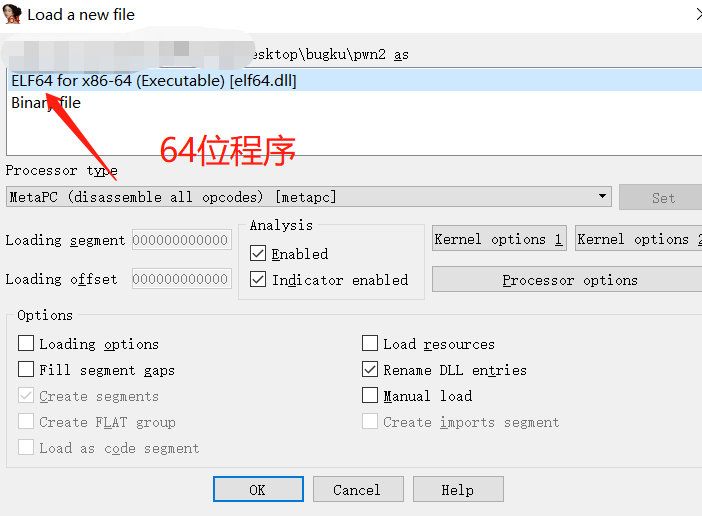 Load a new file
esktop\bugku\pwn2 as
ELF64 for x86-64 (Executable) [elf64.dll]
Binary file
64位程序
Processor type
MetaPC (disassemble all opcodes) [metapc]
Set
Loading segment 000000000000
Loading offset 000000000000
Analysis
Enabled
Indicator enabled
Kernel options 1
Kernel options 2
Processor options
Options
Loading options
Fill segment gaps
Create segments
Create FLAT group
Load as code segment
Load resources
Rename DLL entries
Manual load
Create imports segment
OK
Cancel
Help